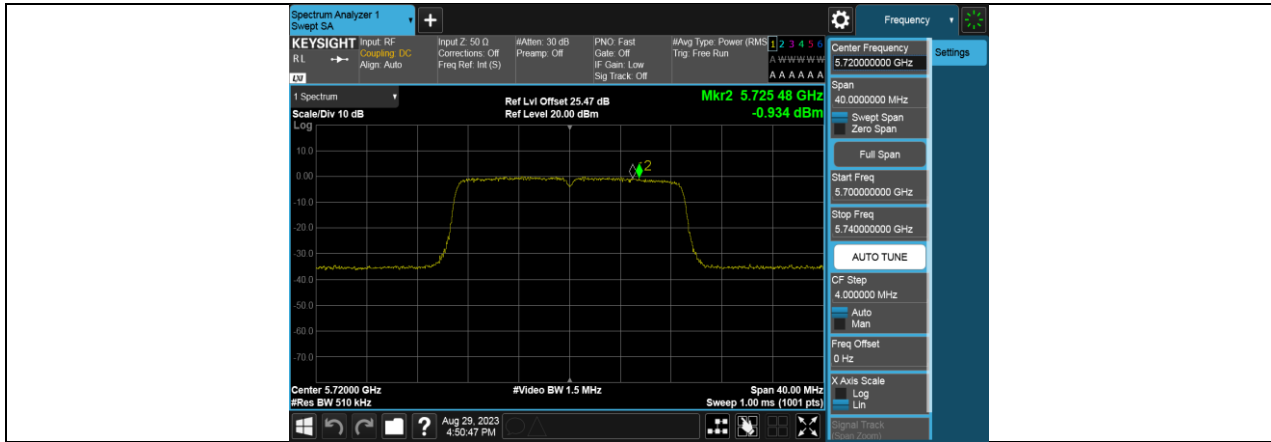 Spectrum Analyzer 1
Swept SA
+
Frequency
KEYSIGHT
RL
LXI
Input: RF
Coupling: DC
Align: Auto
Input Z: 50 Ω
Corrections: Off
Freq Ref: Int (S)
#Atten: 30 dB
Preamp: Off
PNO: Fast
Gate: Off
IF Gain: Low
Sig Track: Off
#Avg Type: Power (RMS
Trig: Free Run
1 2 3 4 5 6
A W W W W W
A A A A A A
1 Spectrum
Scale/Div 10 dB
Ref Lvl Offset 25.47 dB
Ref Level 20.00 dBm
Mkr2 5.725 48 GHz
-0.934 dBm
Log
10.0
0.00
-10.0
-20.0
-30.0
-40.0
-50.0
-60.0
-70.0
2
Center 5.72000 GHz
#Res BW 510 kHz
#Video BW 1.5 MHz
Span 40.00 MHz
Sweep 1.00 ms (1001 pts)
?
Aug 29, 2023
4:50:47 PM
Center Frequency
5.720000000 GHz
Settings
Span
40.0000000 MHz
Swept Span
Zero Span
Full Span
Start Freq
5.700000000 GHz
Stop Freq
5.740000000 GHz
AUTO TUNE
CF Step
4.000000 MHz
Auto
Man
Freq Offset
0 Hz
X Axis Scale
Log
Lin
Signal Track
(Span Zoom)